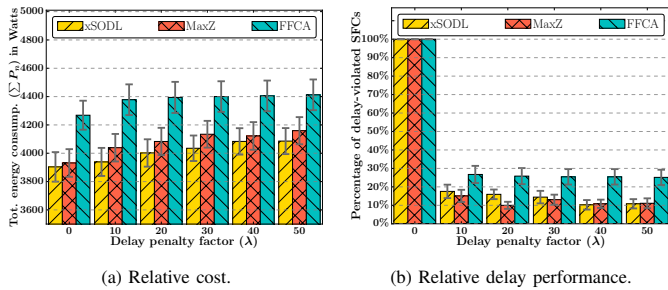 5000
4800
4600
4400
4200
4000
3800
3600
Tot. energy consump. (∑ Pₙ) in Watts
xSODL MaxZ FFCA
0 10 20 30 40 50
Delay penalty factor (λ)
(a) Relative cost.
100%
90%
80%
70%
60%
50%
40%
30%
20%
10%
0%
Percentage of delay-violated SFCs
xSODL MaxZ FFCA
0 10 20 30 40 50
Delay penalty factor (λ)
(b) Relative delay performance.